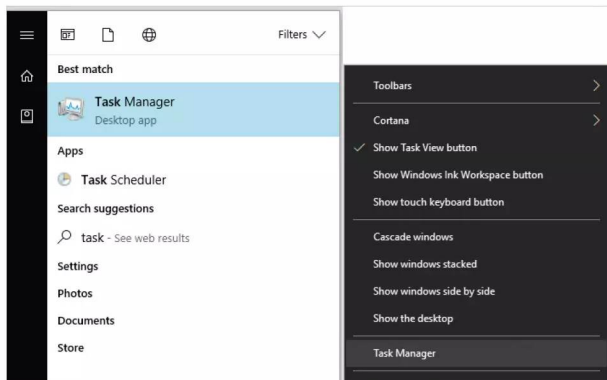 Filters
Best match
Task Manager
Desktop app
Apps
Task Scheduler
Search suggestions
task - See web results
Settings
Photos
Documents
Store
Toolbars
Cortana
Show Task View button
Show Windows Ink Workspace button
Show touch keyboard button
Cascade windows
Show windows stacked
Show windows side by side
Show the desktop
Task Manager